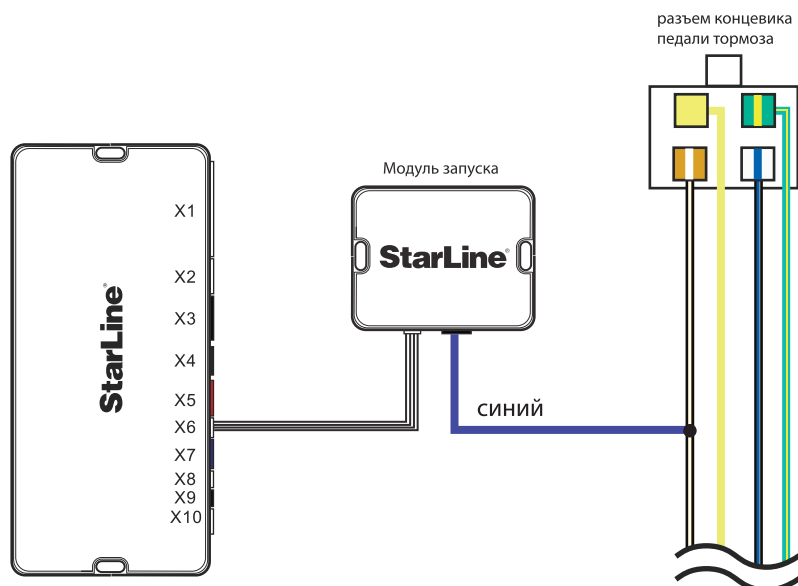 разъем концевика
педали тормоза
Модуль запуска
StarLine®
StarLine®
X1
X2
X3
X4
X5
X6
X7
X8
X9
X10
синий